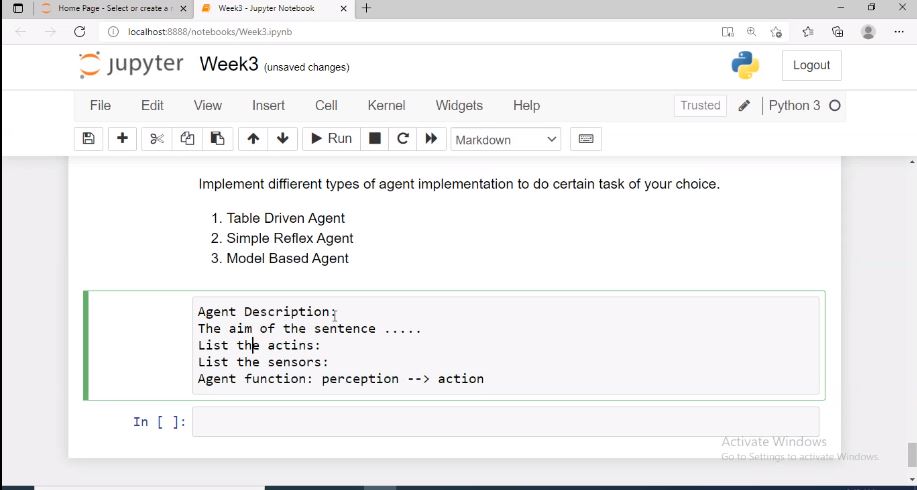 Home Page - Select or create a n
Week3 - Jupyter Notebook
localhost:8888/notebooks/Week3.ipynb
jupyter Week3 (unsaved changes)
Logout
File Edit View Insert Cell Kernel Widgets Help
Trusted
Python 3
Run
Markdown
Implement diffierent types of agent implementation to do certain task of your choice.
1. Table Driven Agent
2. Simple Reflex Agent
3. Model Based Agent
Agent Description:
The aim of the sentence .....
List the actins:
List the sensors:
Agent function: perception --> action
In [ ]:
Activate Windows
Go to Settings to activate Windows.